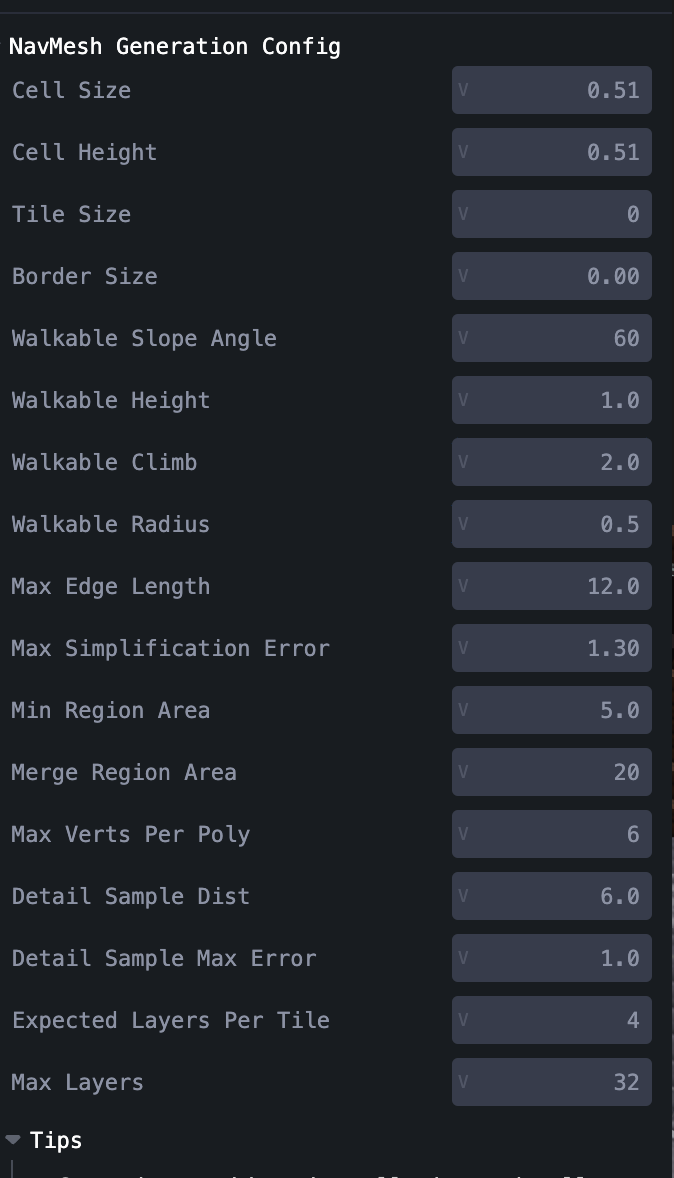 NavMesh Generation Config
Cell Size V 0.51
Cell Height V 0.51
Tile Size V 0
Border Size V 0.00
Walkable Slope Angle V 60
Walkable Height V 1.0
Walkable Climb V 2.0
Walkable Radius V 0.5
Max Edge Length V 12.0
Max Simplification Error V 1.30
Min Region Area V 5.0
Merge Region Area V 20
Max Verts Per Poly V 6
Detail Sample Dist V 6.0
Detail Sample Max Error V 1.0
Expected Layers Per Tile V 4
Max Layers V 32
Tips